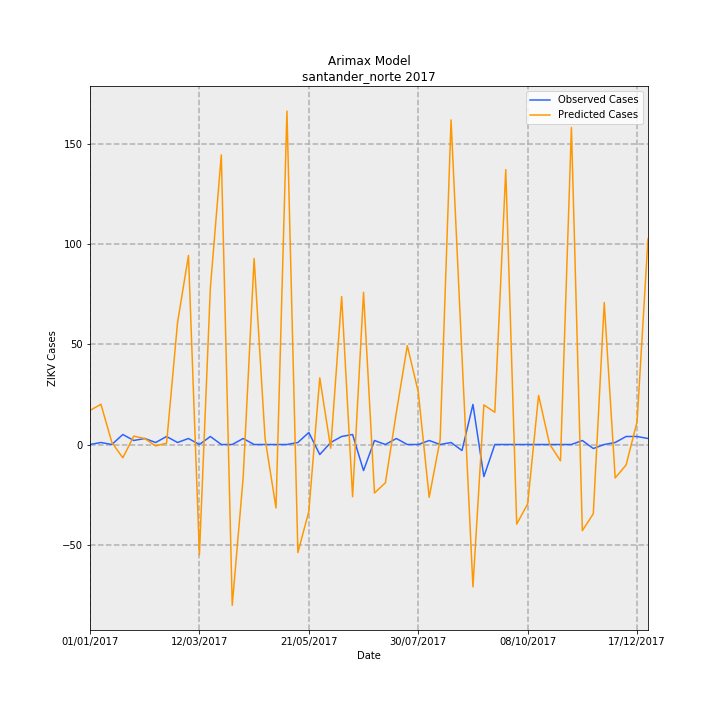 Arimax Model
santander_norte 2017
Observed Cases
Predicted Cases
150
100
50
0
−50
ZIKV Cases
01/01/2017
12/03/2017
21/05/2017
30/07/2017
08/10/2017
17/12/2017
Date